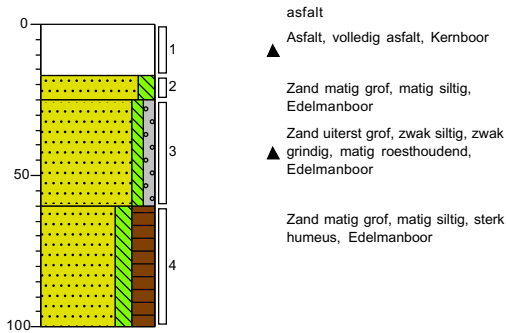 0
asfalt
Asfalt, volledig asfalt, Kernboor
1
2
Zand matig grof, matig siltig,
Edelmanboor
Zand uiterst grof, zwak siltig, zwak
grindig, matig roesthoudend,
Edelmanboor
3
50
Zand matig grof, matig siltig, sterk
humeus, Edelmanboor
4
100